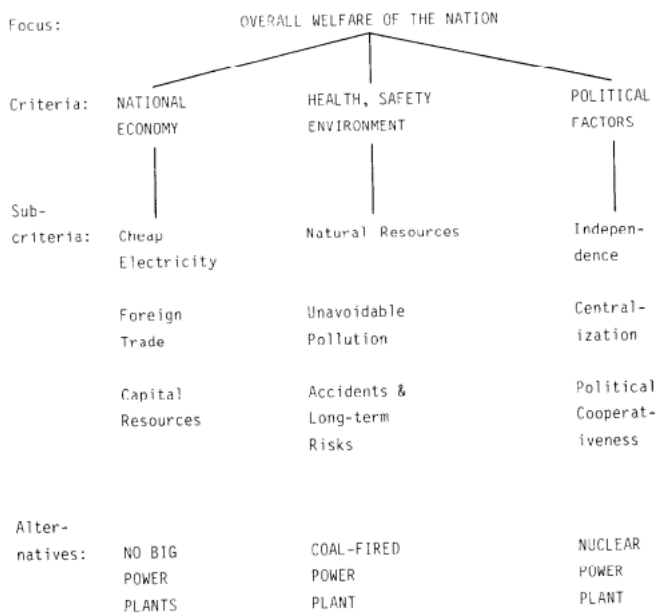 Focus: OVERALL WELFARE OF THE NATION
Criteria: NATIONAL HEALTH, SAFETY POLITICAL
ECONOMY ENVIRONMENT FACTORS
Sub-
criteria: Cheap Natural Resources Indepen-
Electricity dence
Foreign Unavoidable Central-
Trade Pollution ization
Capital Accidents & Political
Resources Long-term Cooperat-
Risks iveness
Alter-
natives: NO BIG COAL-FIRED NUCLEAR
POWER POWER POWER
PLANTS PLANT PLANT